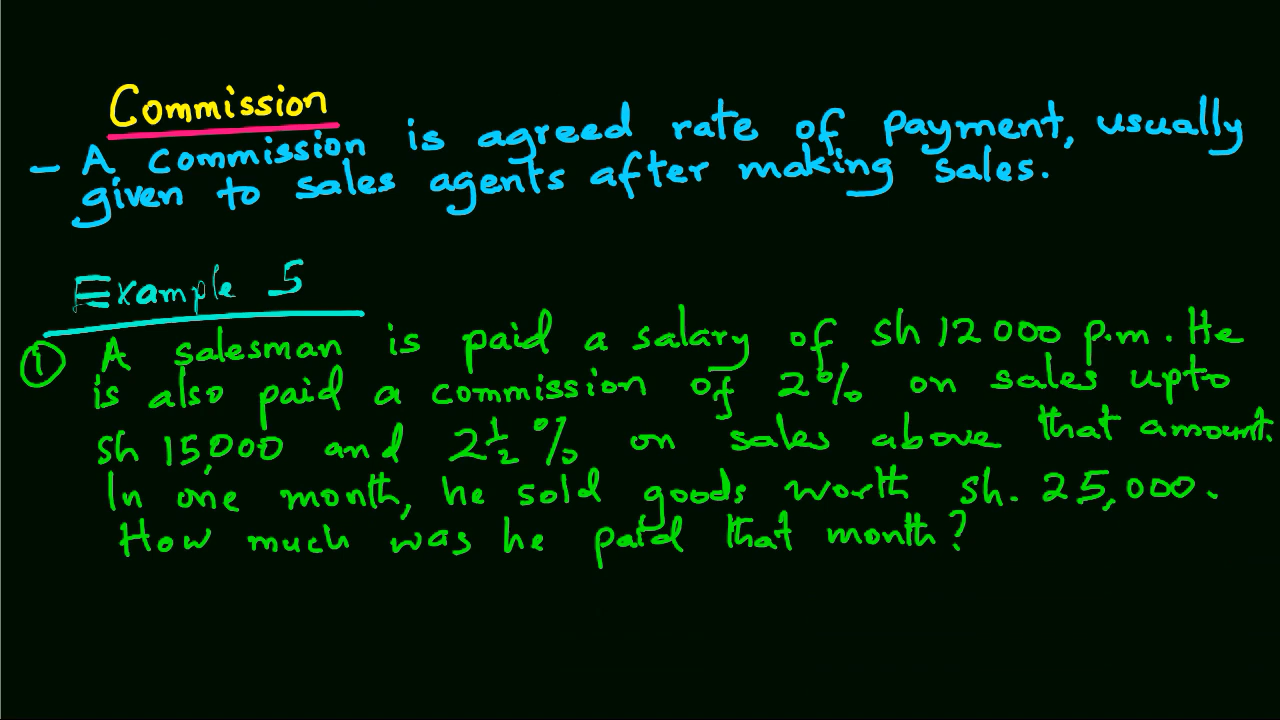 Commission
- A commission is agreed rate of payment, usually
given to sales agents after making sales.
Example 5
① A salesman is paid a salary of sh 12 000 p.m. He
is also paid a commission of 2% on sales upto
sh 15,000 and 2½% on sales above that amount.
In one month, he sold goods worth sh. 25,000.
How much was he paid that month?